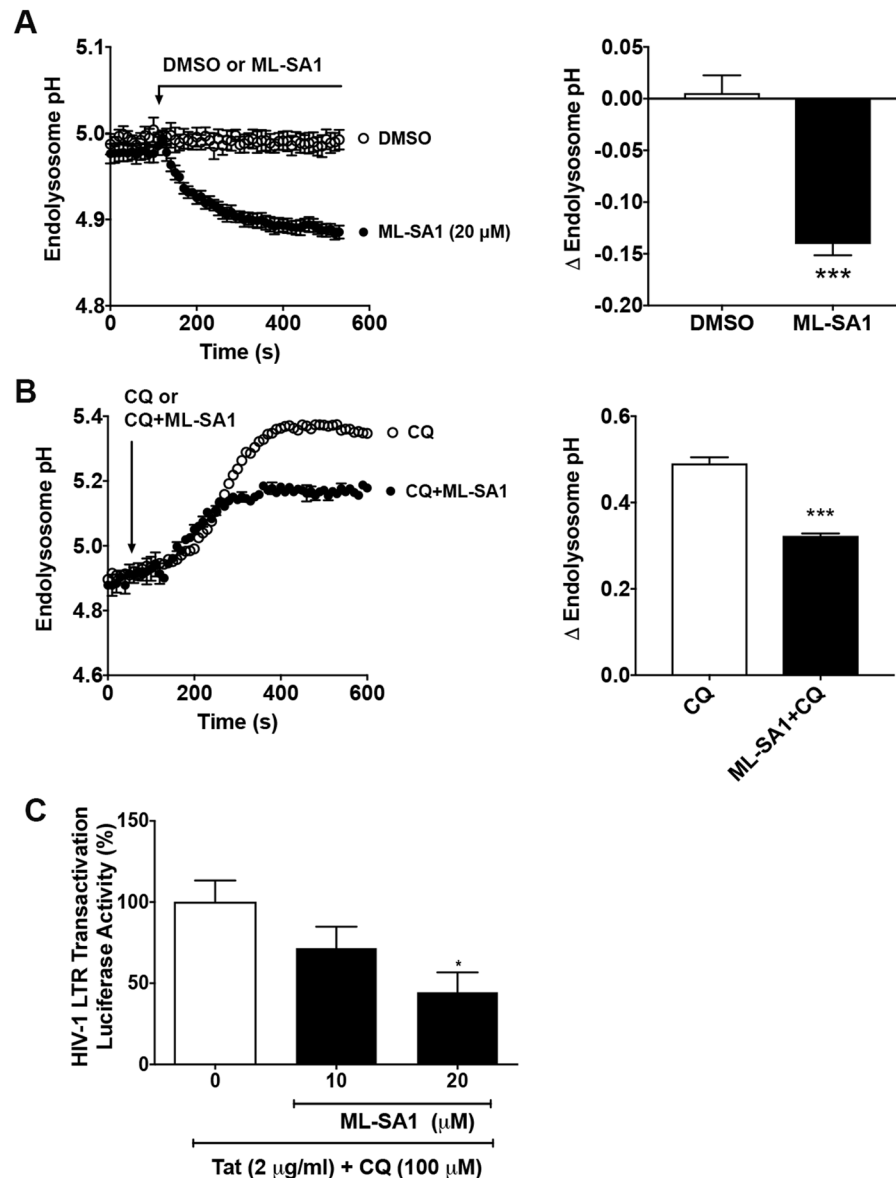 A
Endolysosome pH
5.1
5.0
4.9
4.8
DMSO or ML-SA1
DMSO
ML-SA1 (20 µM)
0 200 400 600
Time (s)
Δ Endolysosome pH
0.05
0.00
-0.05
-0.10
-0.15
-0.20
***
DMSO ML-SA1
B
Endolysosome pH
5.4
5.2
5.0
4.8
4.6
CQ or
CQ+ML-SA1
CQ
CQ+ML-SA1
0 200 400 600
Time (s)
Δ Endolysosome pH
0.6
0.4
0.2
0.0
***
CQ
ML-SA1+CQ
C
HIV-1 LTR Transactivation
Luciferase Activity (%)
150
100
50
0
*
0 10 20
ML-SA1 (µM)
Tat (2 µg/ml) + CQ (100 µM)